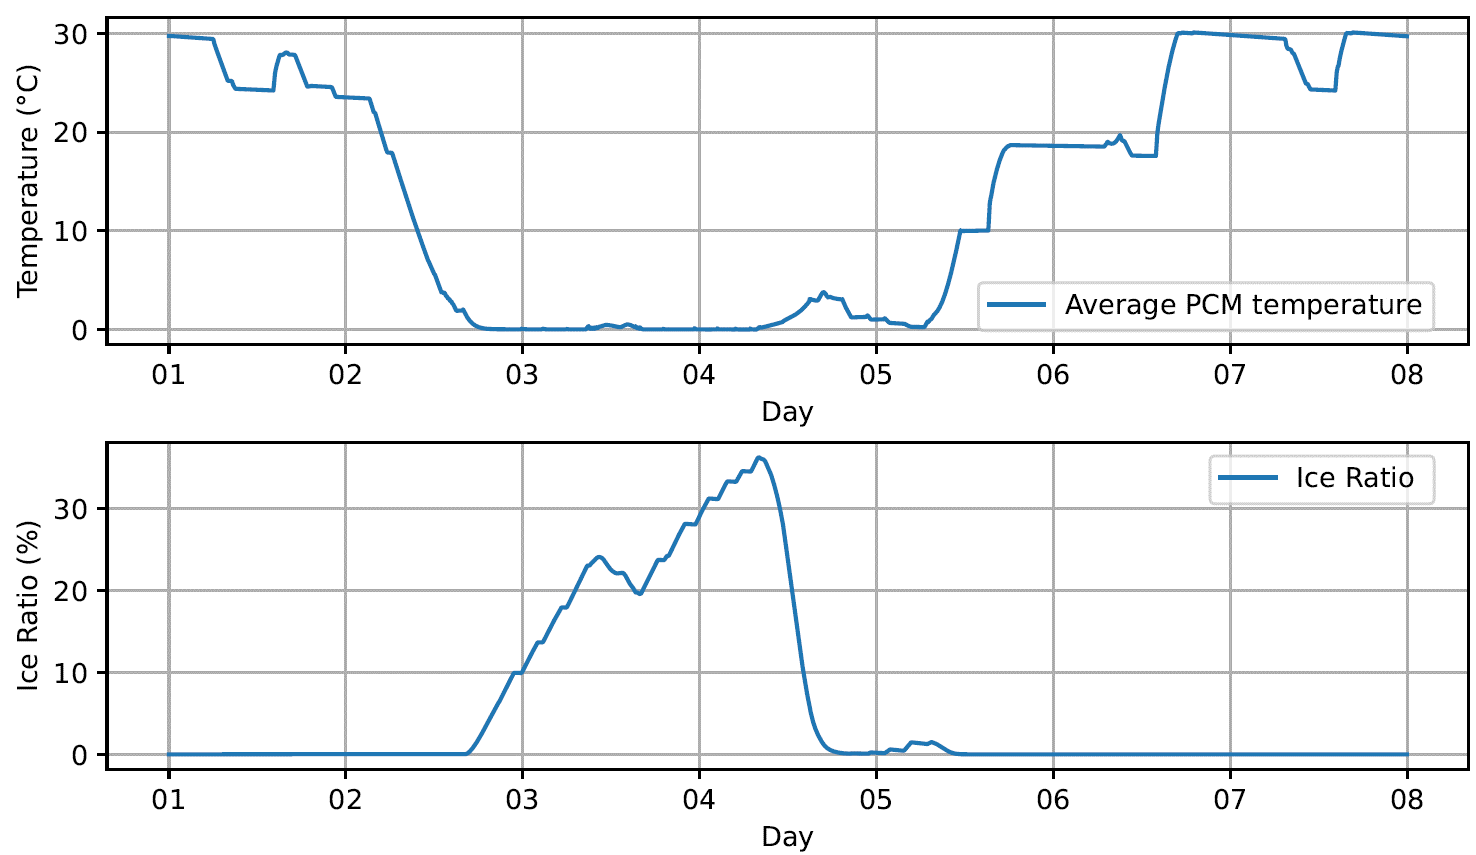 Temperature (°C)
30
20
10
0
Average PCM temperature
01 02 03 04 05 06 07 08
Day
Ice Ratio (%)
30
20
10
0
Ice Ratio
01 02 03 04 05 06 07 08
Day